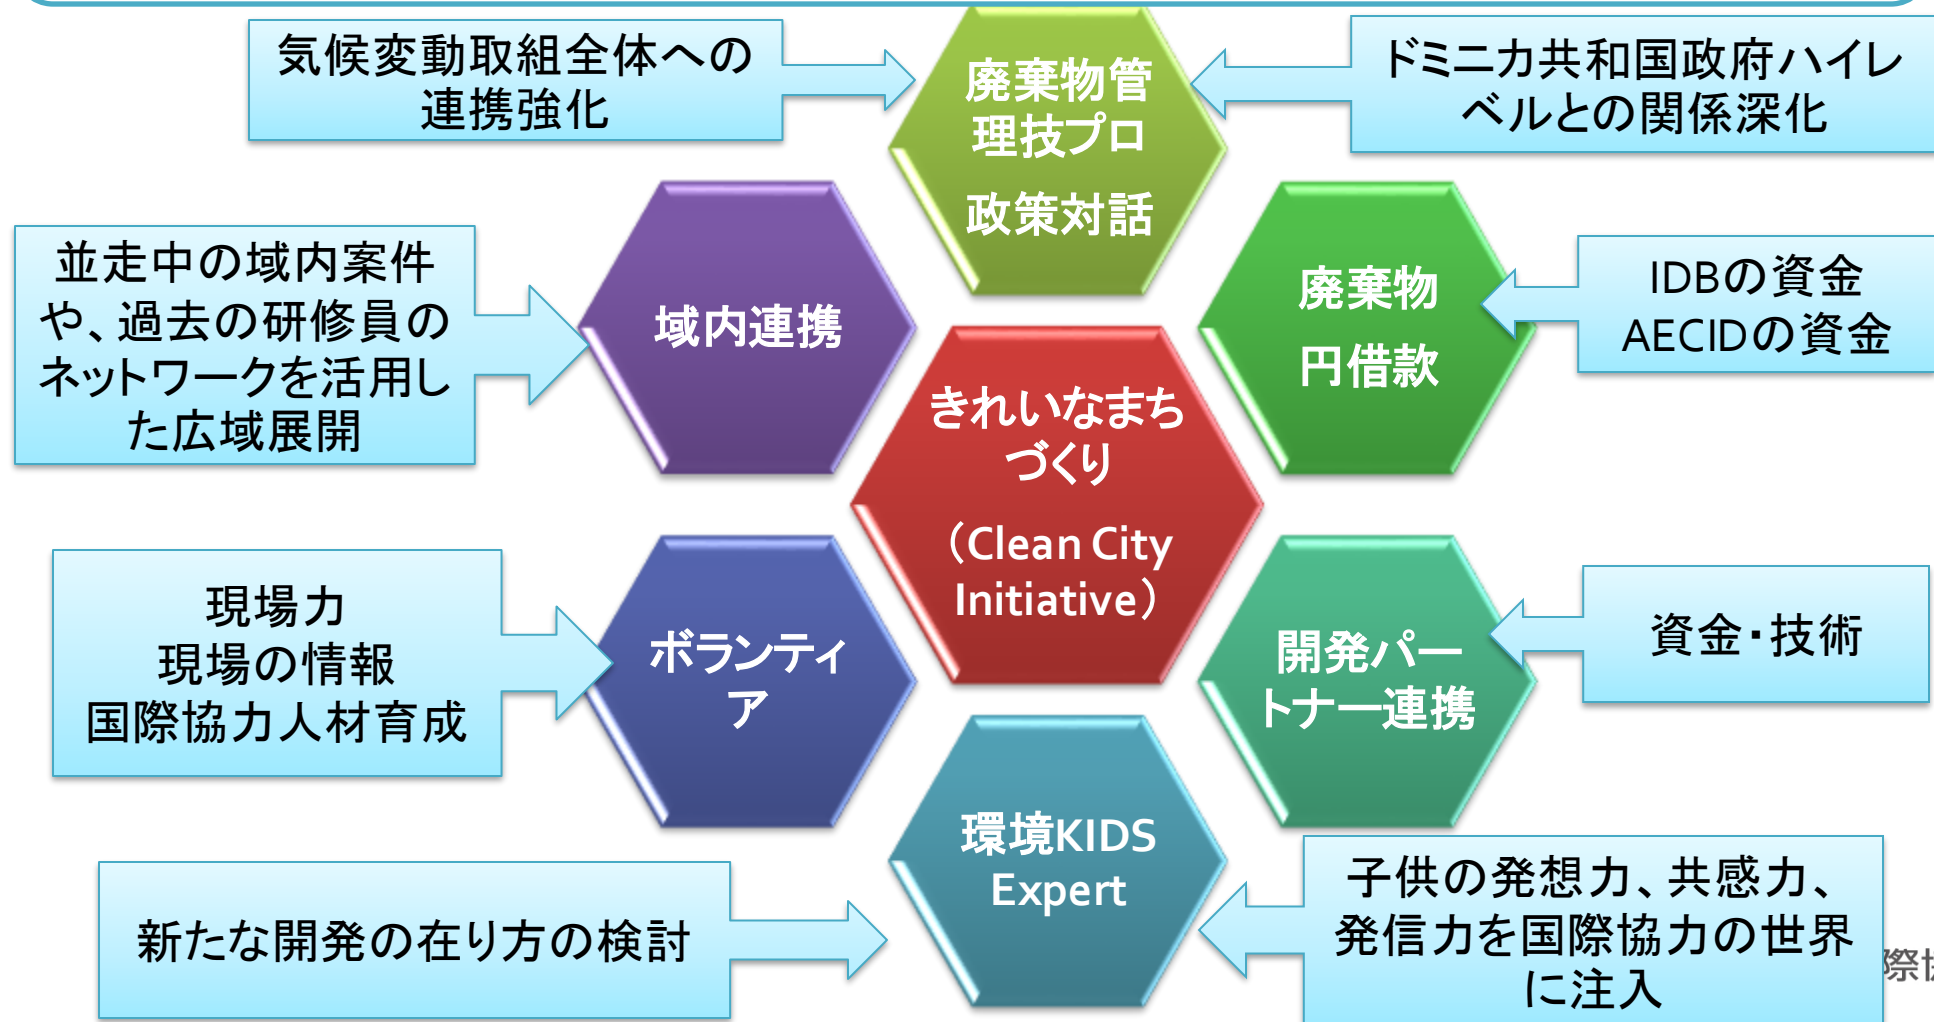 気候変動取組全体への
連携強化
廃棄物管
理技プロ
政策対話
ドミニカ共和国政府ハイレ
ベルとの関係深化
並走中の域内案件
や、過去の研修員の
ネットワークを活用し
た広域展開
域内連携
廃棄物
円借款
IDBの資金
AECIDの資金
きれいなまち
づくり
（Clean City
Initiative）
現場力
現場の情報
国際協力人材育成
ボランティ
ア
開発パー
トナー連携
資金・技術
環境KIDS
Expert
新たな開発の在り方の検討
子供の発想力、共感力、
発信力を国際協力の世界
に注入
際協